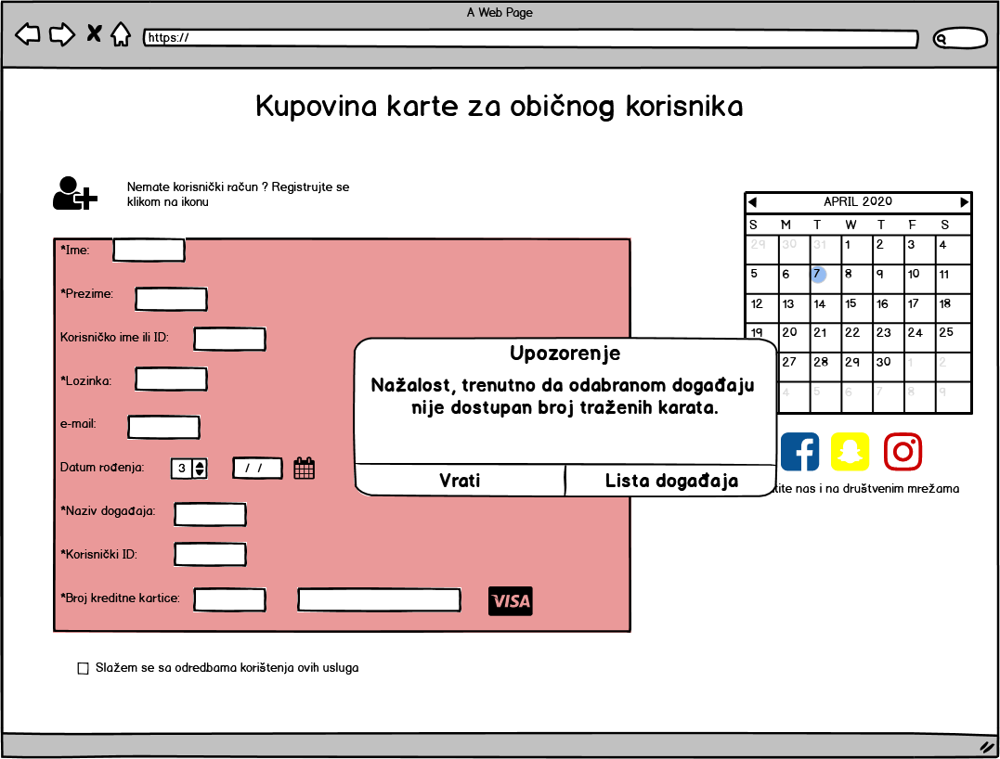 A Web Page
https://
Kupovina karte za običnog korisnika
Nemate korisnički račun ? Registrujte se
klikom na ikonu
*Ime:
*Prezime:
Korisničko ime ili ID:
*Lozinka:
e-mail:
Datum rođenja:
3
/ /
*Naziv događaja:
*Korisnički ID:
*Broj kreditne kartice:
VISA
Slažem se sa odredbama korištenja ovih usluga
Upozorenje
Nažalost, trenutno da odabranom događaju
nije dostupan broj traženih karata.
Vrati
Lista događaja
APRIL 2020
S M T W T F S
29 30 31 1 2 3 4
5 6 7 8 9 10 11
12 13 14 15 16 17 18
19 20 21 22 23 24 25
27 28 29 30 1 2
4 5 6 7 8 9
nas i na društvenim mrežama